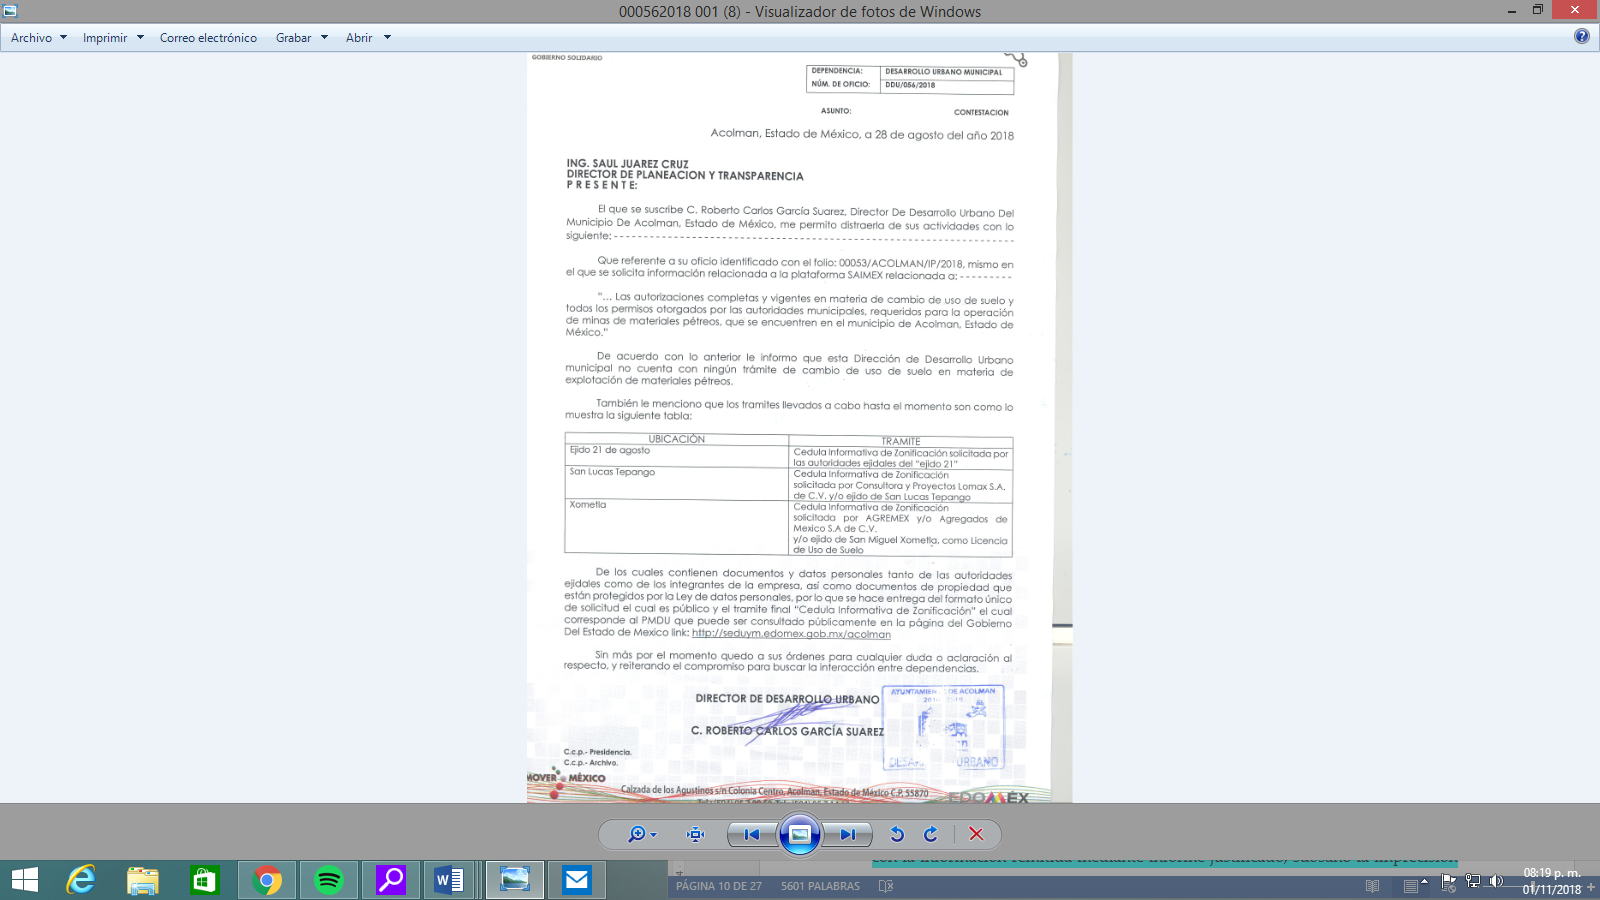 000562018 001 (8) - Visualizador de fotos de Windows
Archivo Imprimir Correo electrónico Grabar Abrir
GOBIERNO SOLIDARIO
DEPENDENCIA: DESARROLLO URBANO MUNICIPAL
NÚM. DE OFICIO: DDU/056/2018
ASUNTO: CONTESTACION
Acolman, Estado de México, a 28 de agosto del año 2018
ING. SAUL JUAREZ CRUZ
DIRECTOR DE PLANEACION Y TRANSPARENCIA
P R E S E N T E:
El que se suscribe C. Roberto Carlos García Suarez, Director De Desarrollo Urbano Del
Municipio De Acolman, Estado de México, me permito distraerla de sus actividades con lo
siguiente: - - - - - - - - - - - - - - - - - - - - - - - - - - - - - - - - - - - - - - - - - - - - - - - - - -
Que referente a su oficio identificado con el folio: 00053/ACOLMAN/IP/2018, mismo en
el que se solicita información relacionada a la plataforma SAIMEX relacionada a: - - - - - - - - -
"... Las autorizaciones completas y vigentes en materia de cambio de uso de suelo y
todos los permisos otorgados por las autoridades municipales, requeridos para la operación
de minas de materiales pétreos, que se encuentren en el municipio de Acolman, Estado de
México."
De acuerdo con lo anterior le informo que esta Dirección de Desarrollo Urbano
municipal no cuenta con ningún trámite de cambio de uso de suelo en materia de
explotación de materiales pétreos.
También le menciono que los tramites llevados a cabo hasta el momento son como lo
muestra la siguiente tabla:
UBICACIÓN TRAMITE
Ejido 21 de agosto Cedula Informativa de Zonificación solicitada por
las autoridades ejidales del "ejido 21"
San Lucas Tepango Cedula Informativa de Zonificación
solicitada por Consultora y Proyectos Lomax S.A.
de C.V. y/o ejido de San Lucas Tepango
Xometla Cedula Informativa de Zonificación
solicitada por AGREMEX y/o Agregados de
Mexico S.A de C.V.
y/o ejido de San Miguel Xometla, como Licencia
de Uso de Suelo
De los cuales contienen documentos y datos personales tanto de las autoridades
ejidales como de los integrantes de la empresa, así como documentos de propiedad que
están protegidos por la Ley de datos personales, por lo que se hace entrega del formato único
de solicitud el cual es público y el tramite final "Cedula Informativa de Zonificación" el cual
corresponde al PMDU que puede ser consultado públicamente en la página del Gobierno
Del Estado de Mexico link: http://seduym.edomex.gob.mx/acolman
Sin más por el momento quedo a sus órdenes para cualquier duda o aclaración al
respecto, y reiterando el compromiso para buscar la interacción entre dependencias.
DIRECTOR DE DESARROLLO URBANO
AYUNTAMIEN DE ACOLMAN
C. ROBERTO CARLOS GARCÍA SUAREZ
DESAR URBANO
C.c.p.- Presidencia.
C.c.p.- Archivo.
MOVER MÉXICO
Calzada de los Agustinos s/n Colonia Centro, Acolman, Estado de México C.P. 55870
EDOMÉX
PÁGINA 10 DE 27 5601 PALABRAS
08:19 p. m.
01/11/2018